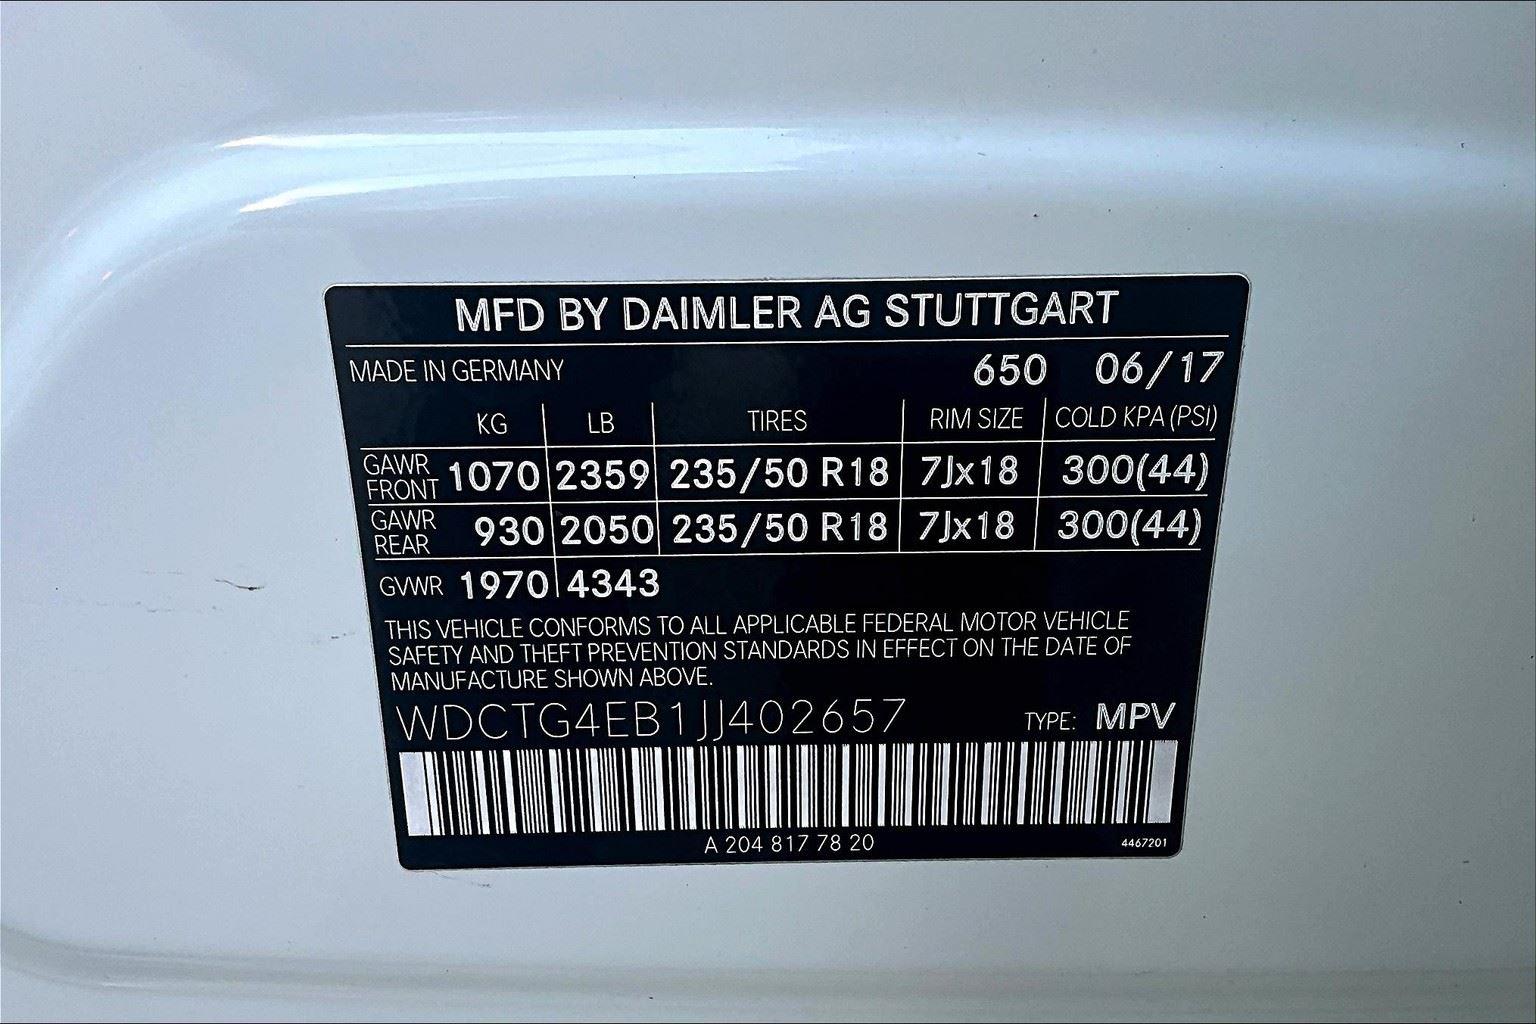 MFD BY DAIMLER AG STUTTGART
MADE IN GERMANY 650 06/17
KG LB TIRES RIM SIZE COLD KPA (PSI)
GAWR FRONT 1070 2359 235/50 R18 7Jx18 300(44)
GAWR REAR 930 2050 235/50 R18 7Jx18 300(44)
GVWR 1970 4343
THIS VEHICLE CONFORMS TO ALL APPLICABLE FEDERAL MOTOR VEHICLE
SAFETY AND THEFT PREVENTION STANDARDS IN EFFECT ON THE DATE OF
MANUFACTURE SHOWN ABOVE.
WDCTG4EB1JJ402657 TYPE: MPV
A 204 817 78 20 4467201